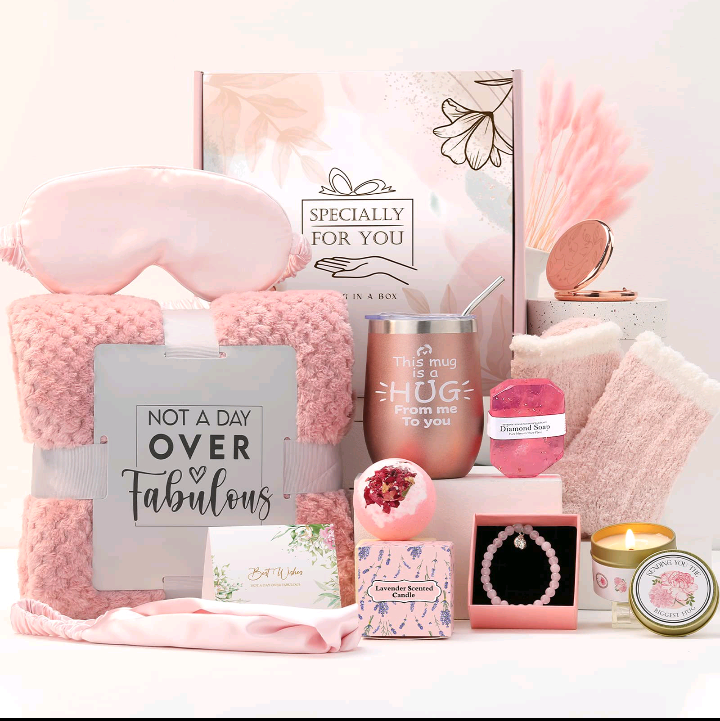 SPECIALLY
FOR YOU
IN A BOX
This mug
is a
HUG
From me
To you
Diamond Soap
NOT A DAY
OVER
Fabulous
Best Wishes
Lavender Scented
Candle
SENDING YOU THE
BIGGEST HUG